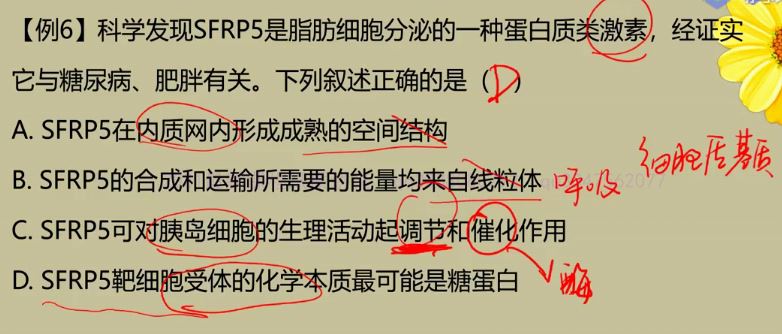 【例6】科学发现SFRP5是脂肪细胞分泌的一种蛋白质类激素，经证实
它与糖尿病、肥胖有关。下列叙述正确的是（D）
A. SFRP5在内质网内形成成熟的空间结构
B. SFRP5的合成和运输所需要的能量均来自线粒体 呼吸 细胞质基质
C. SFRP5可对胰岛细胞的生理活动起调节和催化作用
D. SFRP5靶细胞受体的化学本质最可能是糖蛋白 酶